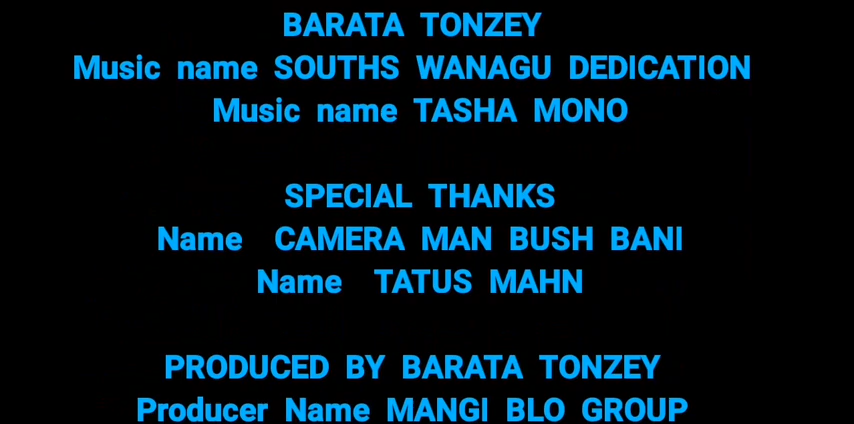 BARATA TONZEY
Music name SOUTHS WANAGU DEDICATION
Music name TASHA MONO
SPECIAL THANKS
Name CAMERA MAN BUSH BANI
Name TATUS MAHN
PRODUCED BY BARATA TONZEY
Producer Name MANGI BLO GROUP